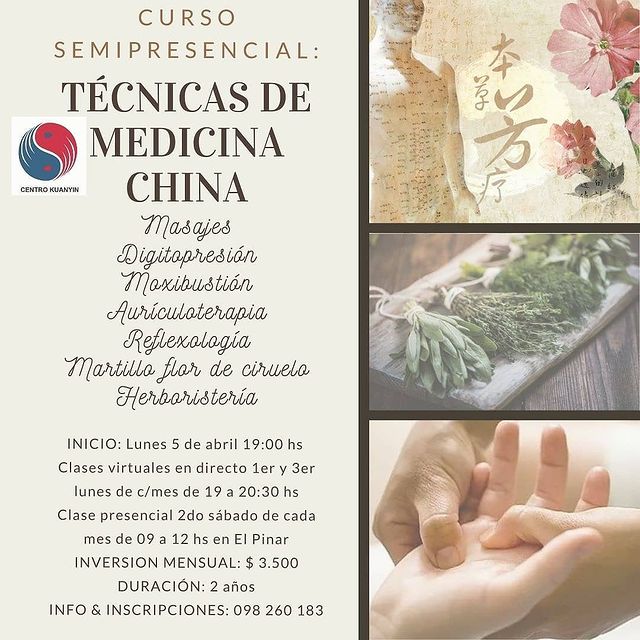 CURSO
SEMIPRESENCIAL:
TÉCNICAS DE
MEDICINA
CHINA
CENTRO KUANYIN
Masajes
Digitopresión
Moxibustión
Aurículoterapia
Reflexología
Martillo flor de ciruelo
Herboristería
INICIO: Lunes 5 de abril 19:00 hs
Clases virtuales en directo 1er y 3er
lunes de c/mes de 19 a 20:30 hs
Clase presencial 2do sábado de cada
mes de 09 a 12 hs en El Pinar
INVERSION MENSUAL: $ 3.500
DURACIÓN: 2 años
INFO & INSCRIPCIONES: 098 260 183
本草
方疗